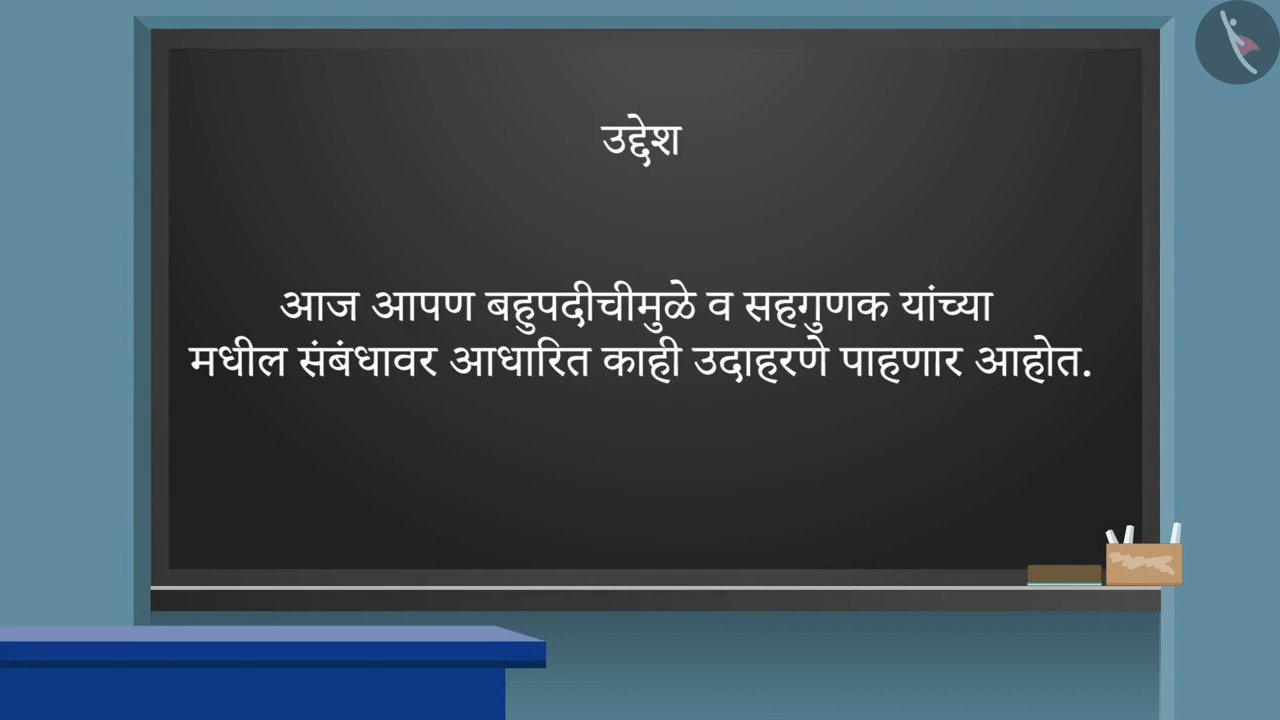 उद्देश
आज आपण बहुपदीचीमुळे व सहगुणक यांच्या
मधील संबंधावर आधारित काही उदाहरणे पाहणार आहोत.